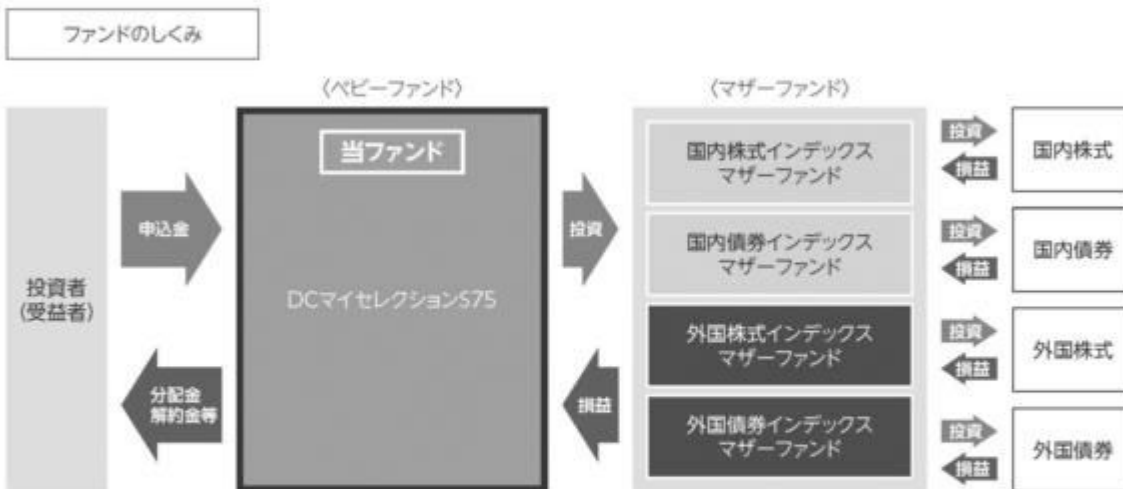 ファンドのしくみ
〈ベビーファンド〉
〈マザーファンド〉
投資者
(受益者)
申込金
分配金
解約金等
当ファンド
DCマイセレクションS75
投資
損益
国内株式インデックス
マザーファンド
投資
損益
国内株式
国内債券インデックス
マザーファンド
投資
損益
国内債券
外国株式インデックス
マザーファンド
投資
損益
外国株式
外国債券インデックス
マザーファンド
投資
損益
外国債券